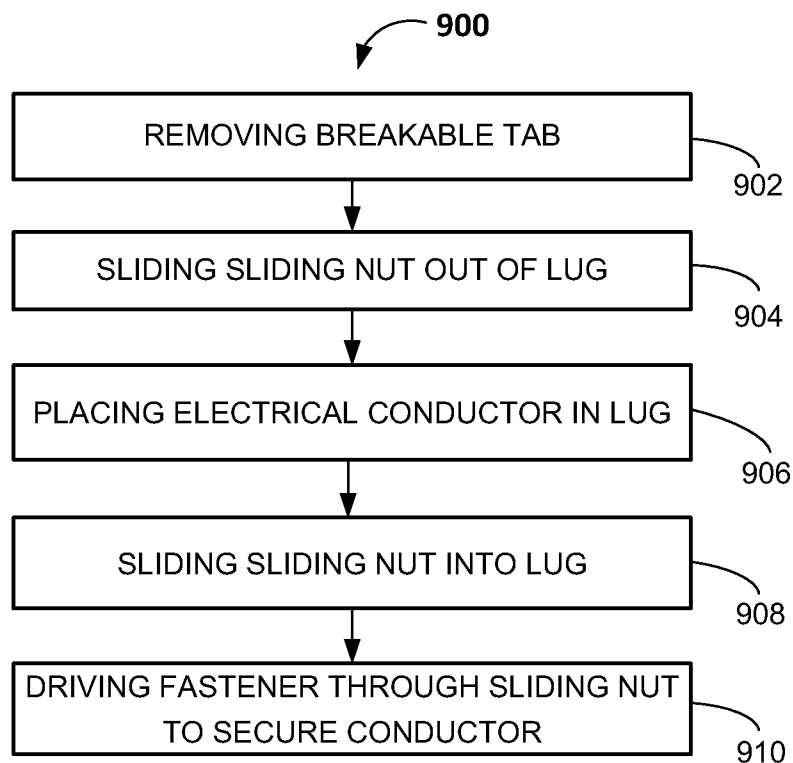 900
REMOVING BREAKABLE TAB
902
SLIDING SLIDING NUT OUT OF LUG
904
PLACING ELECTRICAL CONDUCTOR IN LUG
906
SLIDING SLIDING NUT INTO LUG
908
DRIVING FASTENER THROUGH SLIDING NUT
TO SECURE CONDUCTOR
910